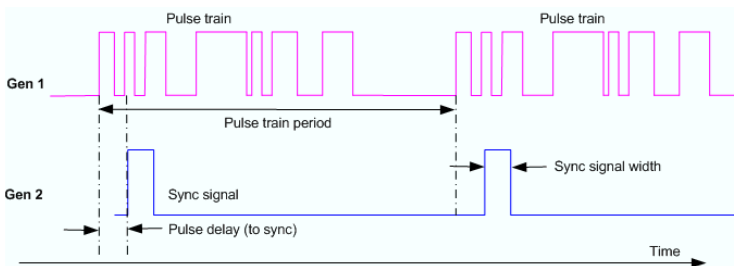 Pulse train
Pulse train
Gen 1
Pulse train period
Sync signal width
Gen 2
Sync signal
Pulse delay (to sync)
Time